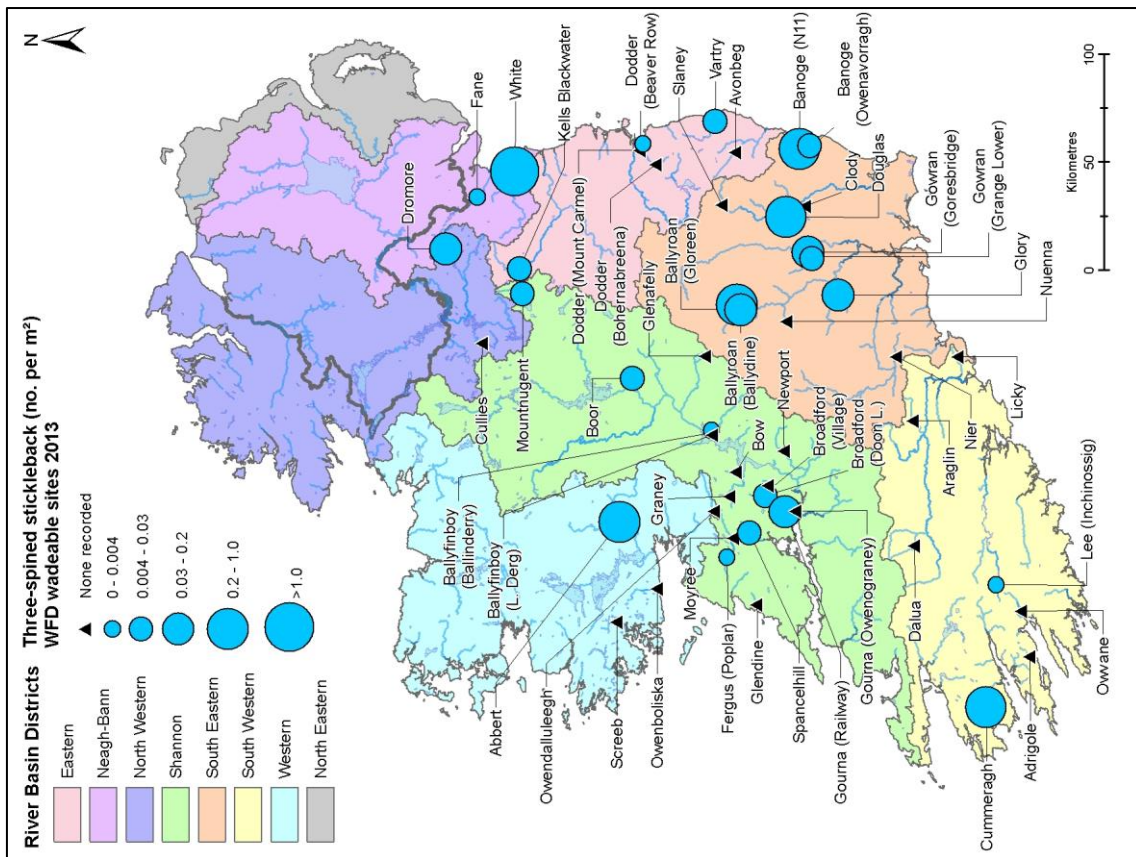 River Basin Districts
Eastern
Neagh-Bann
North Western
Shannon
South Eastern
South Western
Western
North Eastern
Three-spined stickleback (no. per m²)
WFD wadeable sites 2013
None recorded
0 - 0.004
0.004 - 0.03
0.03 - 0.2
0.2 - 1.0
>1.0
N
Dromore
Fane
White
Kells Blackwater
Dodder
(Beaver Row)
Slaney
Vartry
Avonbeg
Banoge (N11)
Banoge
(Owenavorragh)
Clody
Douglas
Gowran
(Goresbridge)
Gowran
(Grange Lower)
Glory
Nuenna
Cullies
Mountnugent
Bor
Dodder (Mount Carmel)
Dodder
(Bohernabreena)
Glenafelly
Ballyroan
(Gloreen)
Ballyroan
(Ballydine)
Newport
Broadford
(Village)
Broadford
(Doon L.)
Bow
Nier
Licky
Araglin
Ballyfinboy
(Ballinderry)
Ballyfinboy
(L. Derg)
Graney
Abbert
Owendalluleegh
Screeb
Owenboliska
Moyree
Fergus (Poplar)
Glendine
Spancelhill
Gourna (Railway)
Gourna (Owenograney)
Dalua
Lee (Inchinossig)
Cummeragh
Adrigole
Owvane
0
50
100
Kilometres